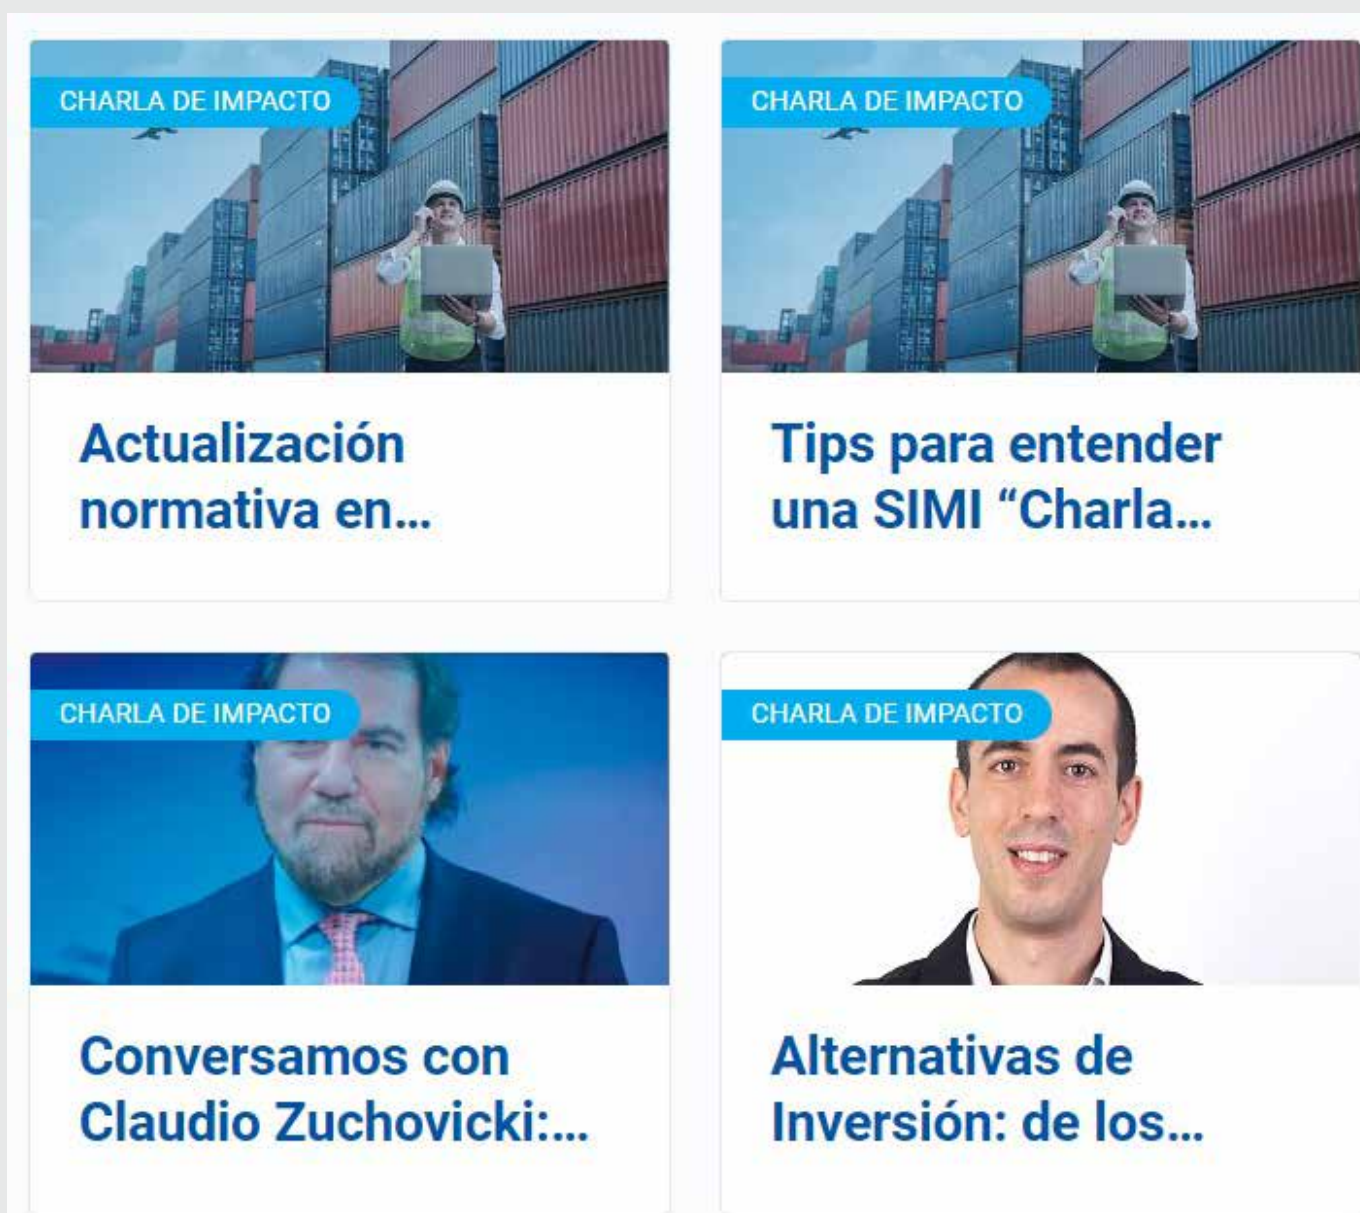 CHARLA DE IMPACTO
Actualización
normativa en...
CHARLA DE IMPACTO
Tips para entender
una SIMI “Charla...
CHARLA DE IMPACTO
Conversamos con
Claudio Zuchovicki:...
CHARLA DE IMPACTO
Alternativas de
Inversión: de los...